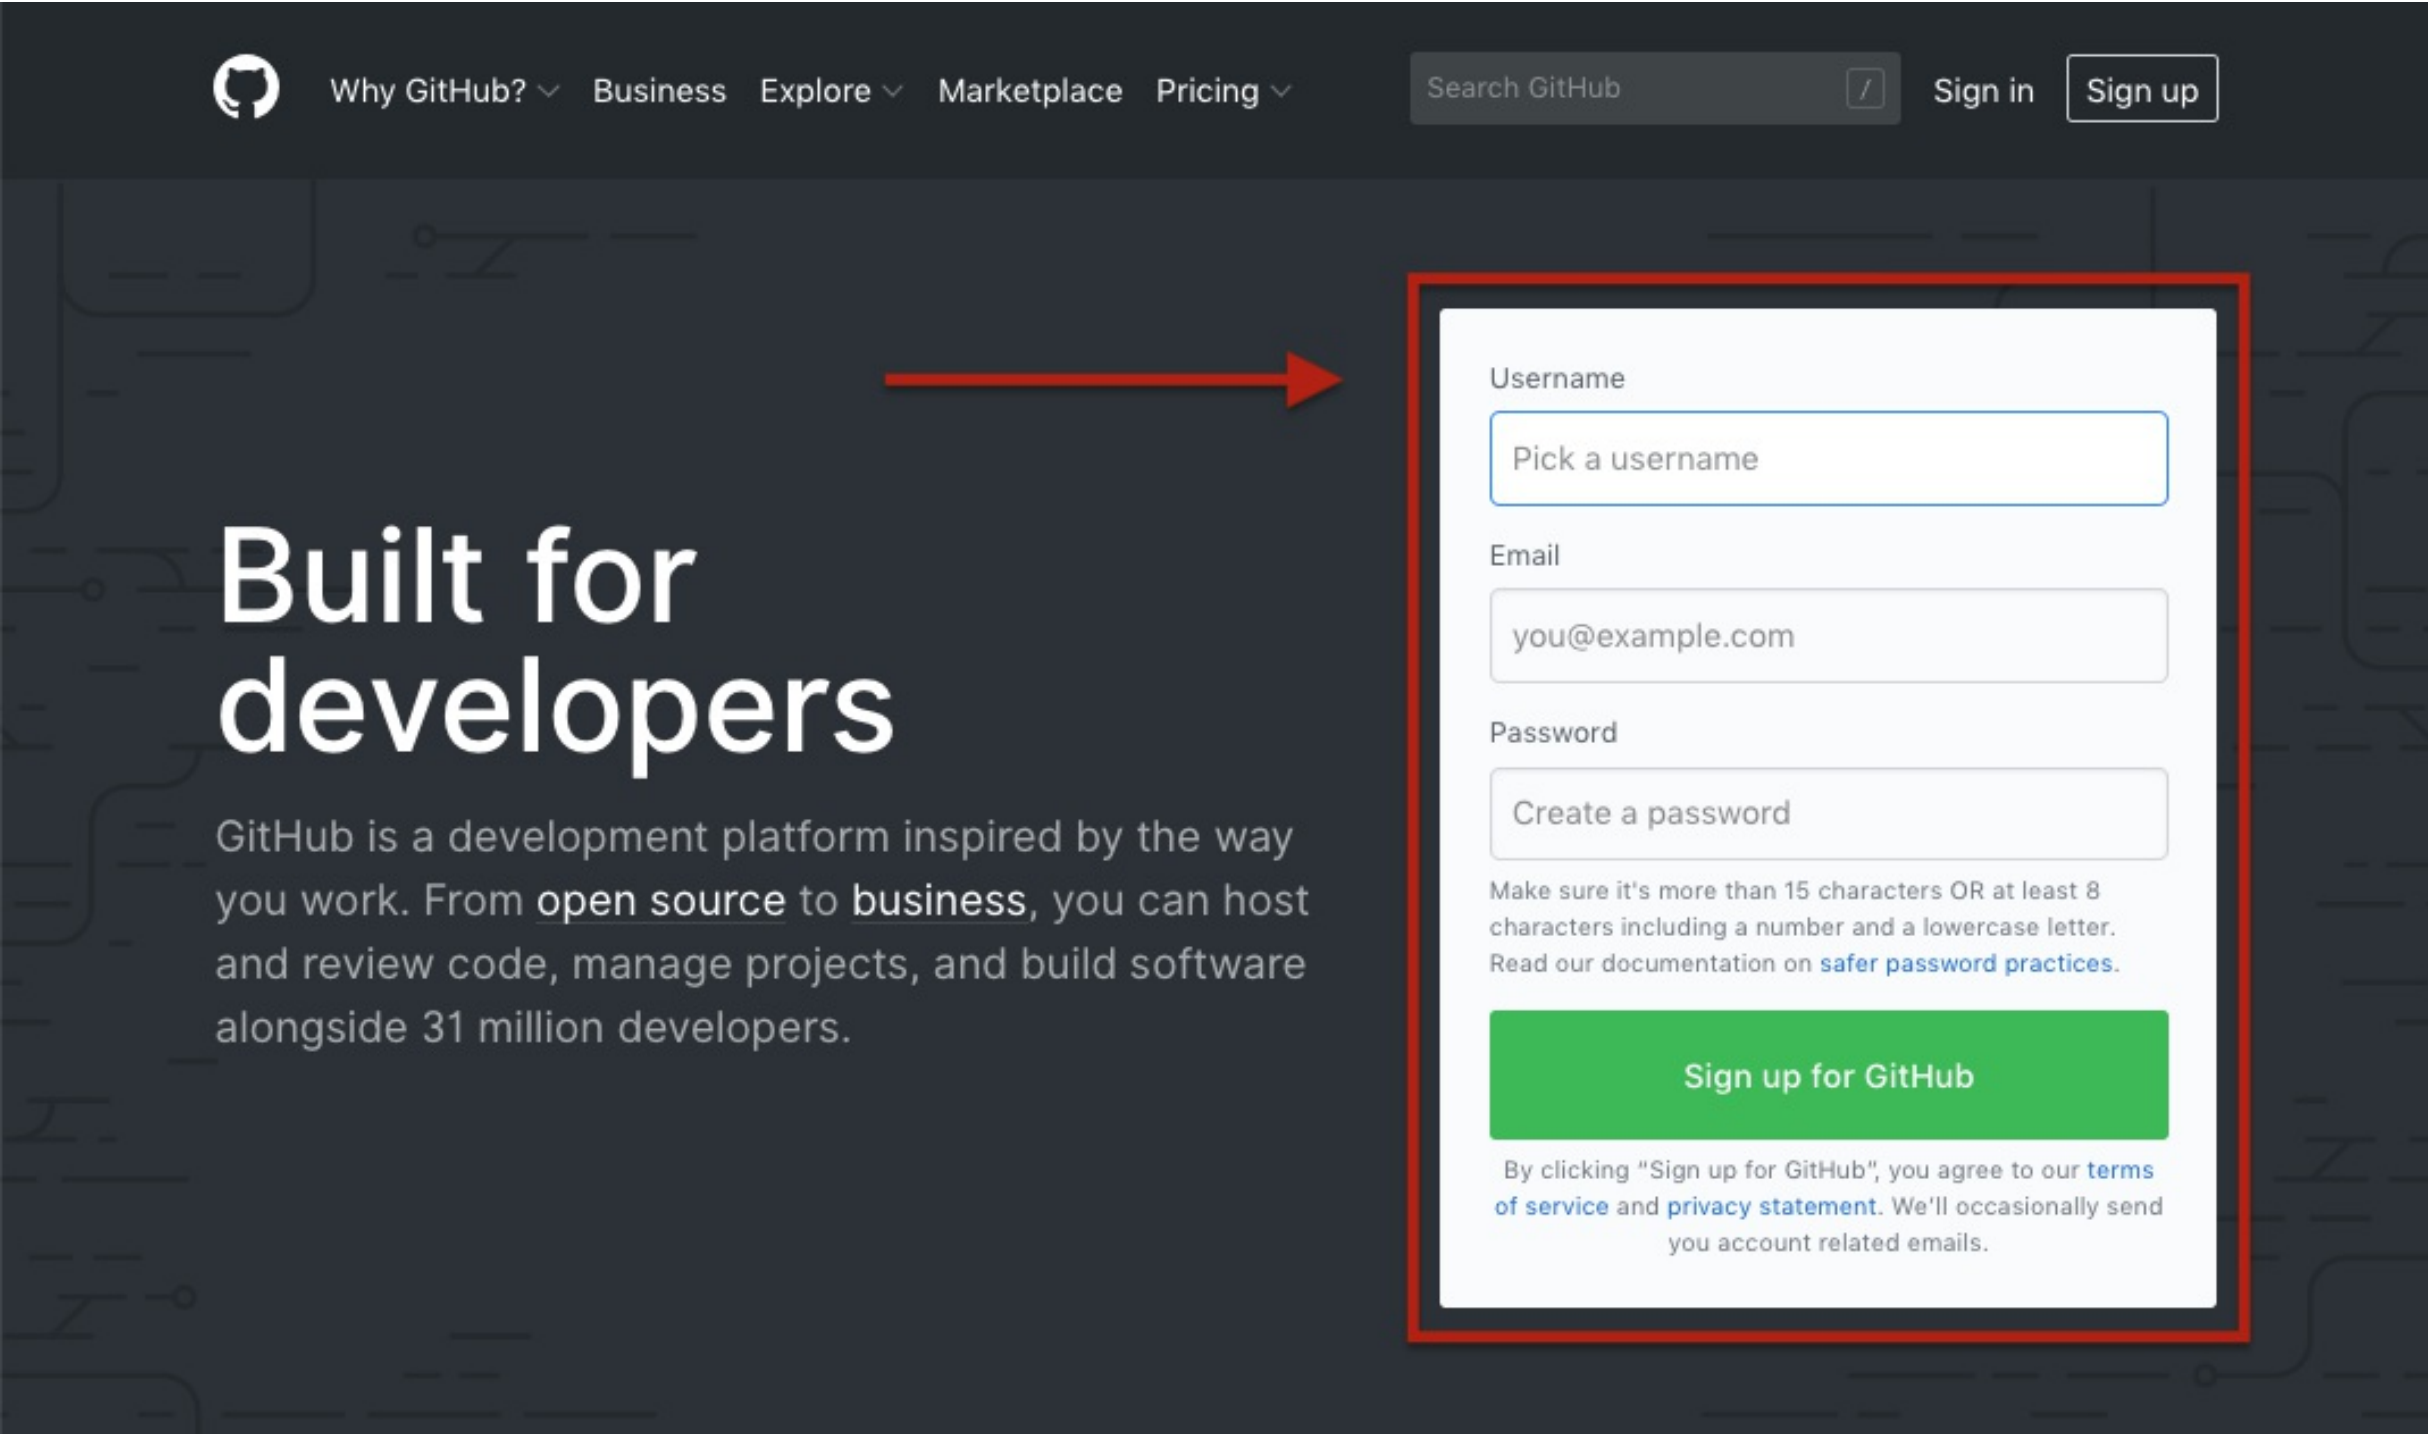 Why GitHub? Business Explore Marketplace Pricing Search GitHub / Sign in Sign up
Built for
developers
GitHub is a development platform inspired by the way
you work. From open source to business, you can host
and review code, manage projects, and build software
alongside 31 million developers.
Username
Pick a username
Email
you@example.com
Password
Create a password
Make sure it's more than 15 characters OR at least 8
characters including a number and a lowercase letter.
Read our documentation on safer password practices.
Sign up for GitHub
By clicking “Sign up for GitHub”, you agree to our terms
of service and privacy statement. We'll occasionally send
you account related emails.